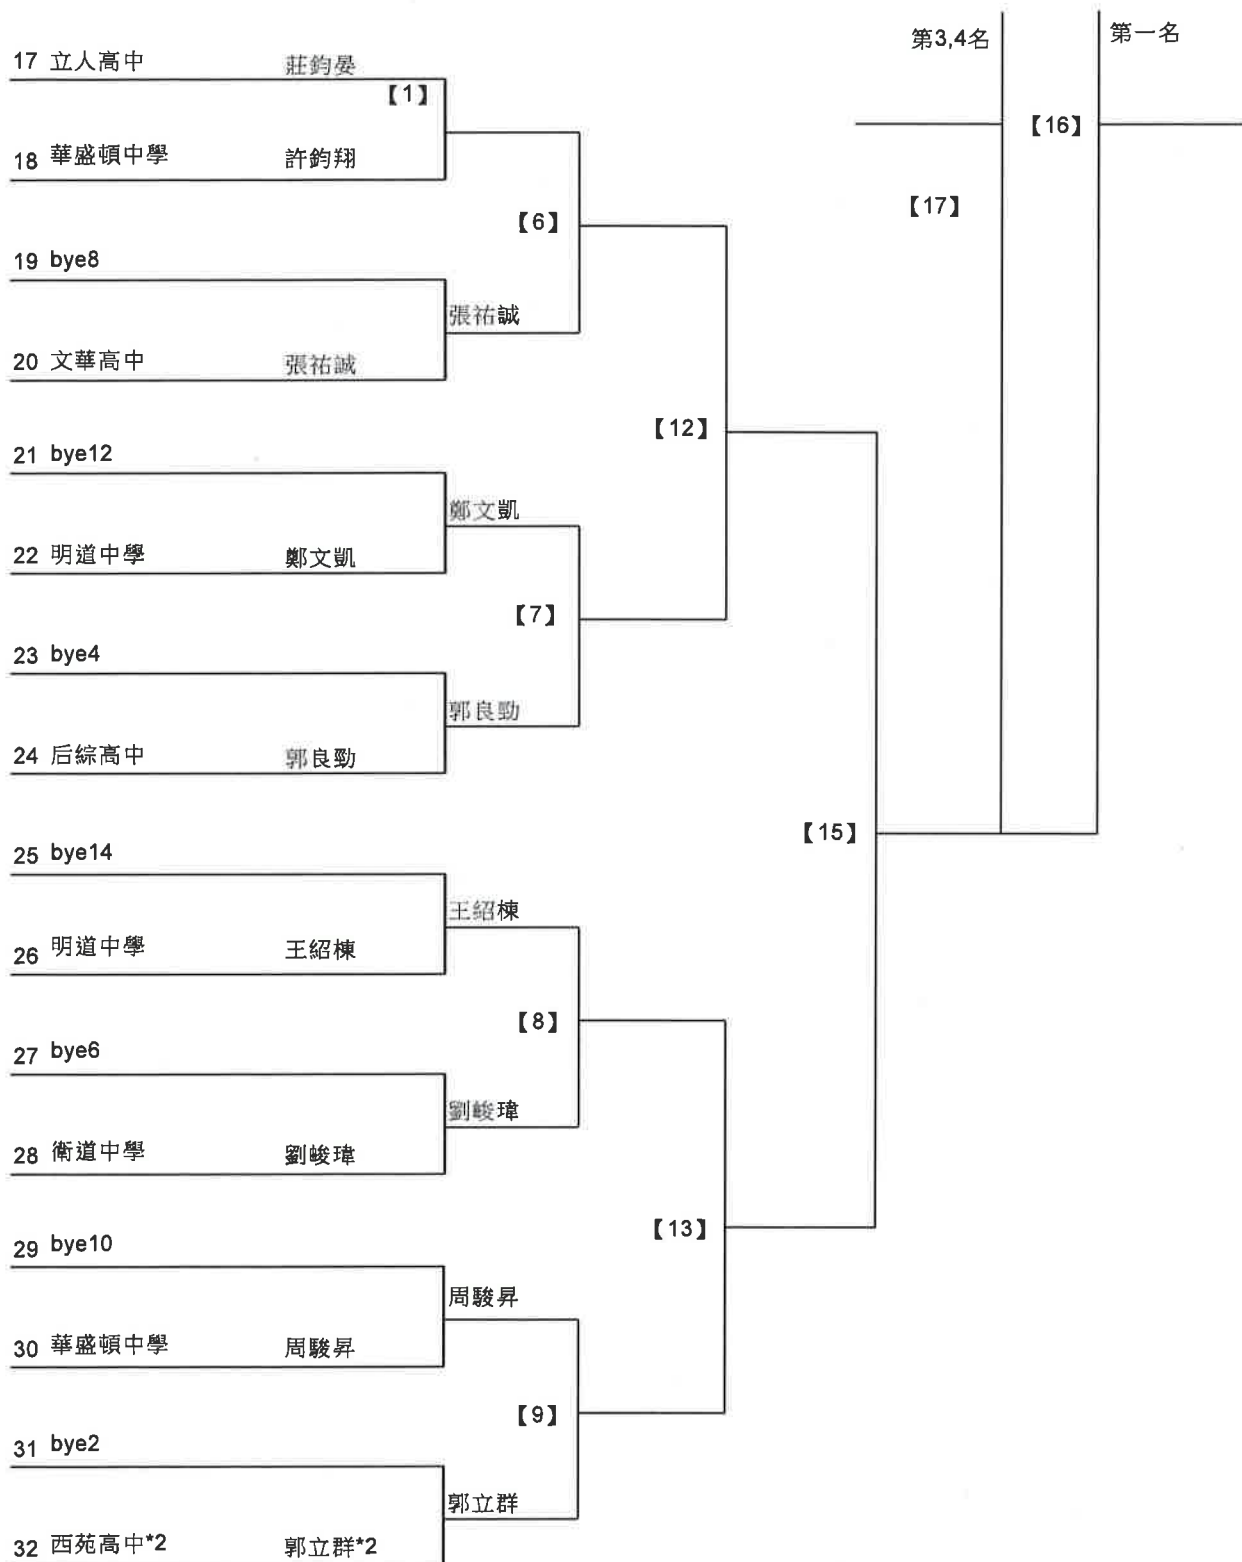 第3,4名 第一名
17 立人高中 莊鈞晏
【1】
【16】
18 華盛頓中學 許鈞翔
【17】
【6】
19 bye8
張祐誠
20 文華高中 張祐誠
【12】
21 bye12
鄭文凱
22 明道中學 鄭文凱
【7】
23 bye4
郭良勁
24 后綜高中 郭良勁
【15】
25 bye14
王紹棟
26 明道中學 王紹棟
【8】
27 bye6
劉峻瑋
28 衛道中學 劉峻瑋
【13】
29 bye10
周駿昇
30 華盛頓中學 周駿昇
【9】
31 bye2
郭立群
32 西苑高中*2 郭立群*2